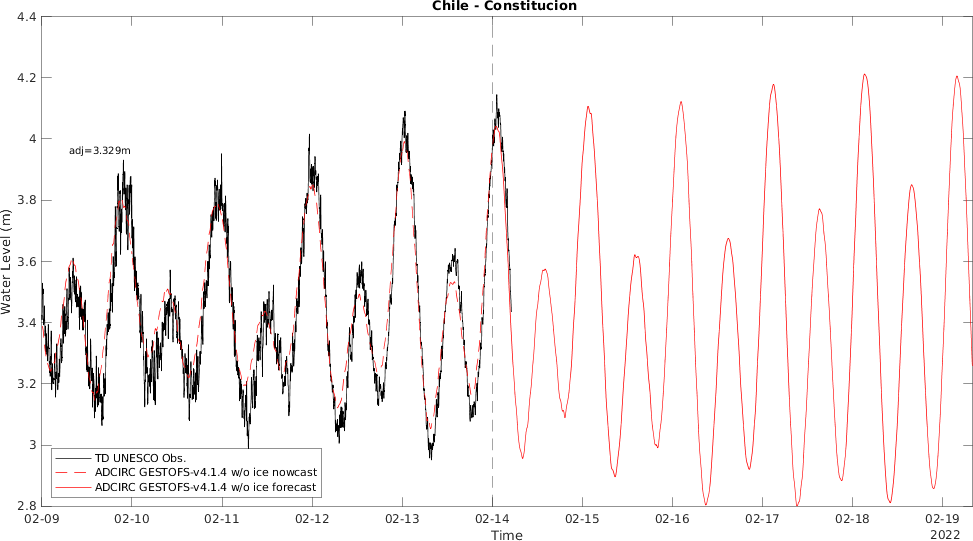 Chile - Constitucion
4.4
4.2
4
3.8
3.6
3.4
3.2
3
2.8
Water Level (m)
adj=3.329m
TD UNESCO Obs.
ADCIRC GESTOFS-v4.1.4 w/o ice nowcast
ADCIRC GESTOFS-v4.1.4 w/o ice forecast
02-09 02-10 02-11 02-12 02-13 02-14 02-15 02-16 02-17 02-18 02-19
2022
Time